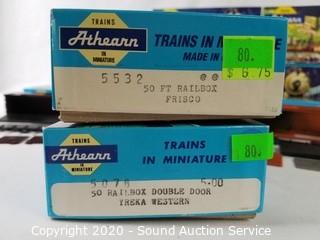 TRAINS
Athearn
IN
MINIATURE
TRAINS IN M
MADE IN
80.
5532
@ @
$ 6.75
50 FT RAILBOX
FRISCO
TRAINS
Athearn
IN
MINIATURE
TRAINS
IN MINIATURE
80.
5078
5.00
50 RAILBOX DOUBLE DOOR
YREKA WESTERN
Copyright 2020 - Sound Auction Service